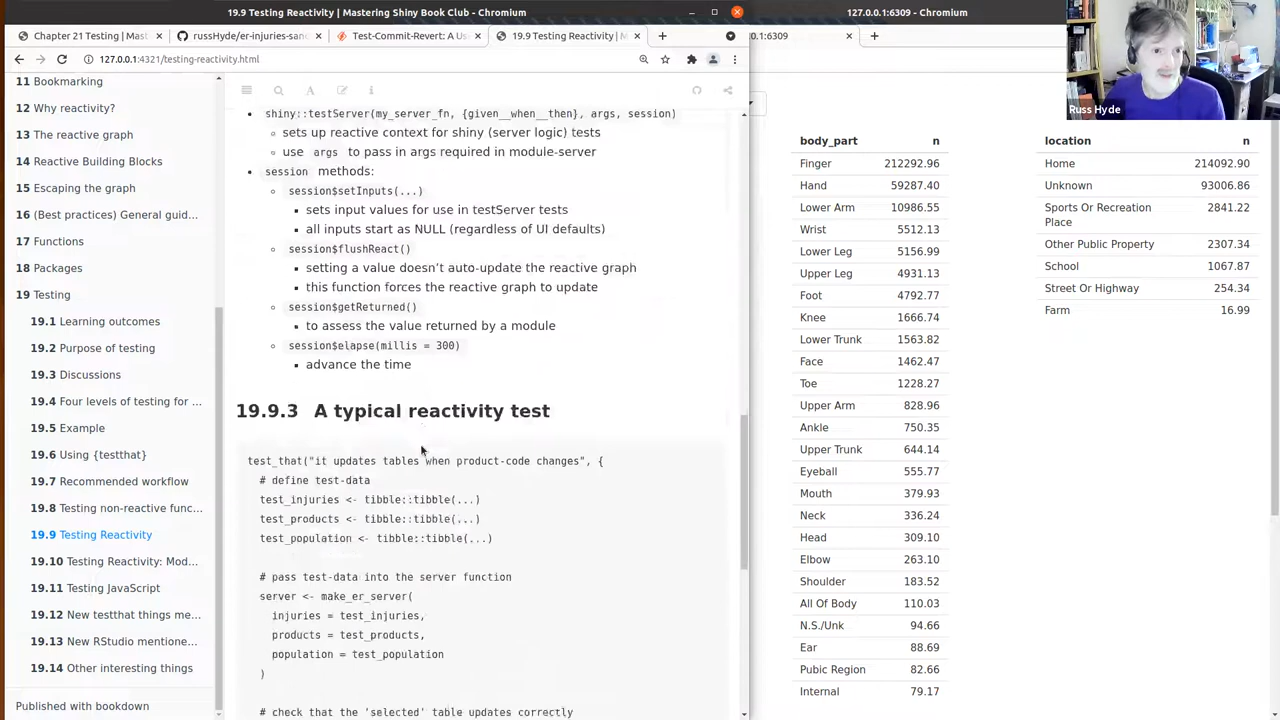 19.9 Testing Reactivity | Mastering Shiny Book Club - Chromium
127.0.0.1:6309 - Chromium
Chapter 21 Testing | Mast
russHyde/er-injuries-san
Test-Commit-Revert: A Us
19.9 Testing Reactivity | M
127.0.0.1:4321/testing-reactivity.html
.0.1:6309
Russ Hyde
11 Bookmarking
12 Why reactivity?
13 The reactive graph
14 Reactive Building Blocks
15 Escaping the graph
16 (Best practices) General guid...
17 Functions
18 Packages
19 Testing
19.1 Learning outcomes
19.2 Purpose of testing
19.3 Discussions
19.4 Four levels of testing for ...
19.5 Example
19.6 Using {testthat}
19.7 Recommended workflow
19.8 Testing non-reactive func...
19.9 Testing Reactivity
19.10 Testing Reactivity: Mod...
19.11 Testing JavaScript
19.12 New testthat things me...
19.13 New RStudio mentione...
19.14 Other interesting things
Published with bookdown
shiny::testServer(my_server_fn, {given__when__then}, args, session)
sets up reactive context for shiny (server logic) tests
use args to pass in args required in module-server
session methods:
session$setInputs(...)
sets input values for use in testServer tests
all inputs start as NULL (regardless of UI defaults)
session$flushReact()
setting a value doesn't auto-update the reactive graph
this function forces the reactive graph to update
session$getReturned()
to assess the value returned by a module
session$elapse(millis = 300)
advance the time
19.9.3 A typical reactivity test
test_that("it updates tables when product-code changes", {
# define test-data
test_injuries <- tibble::tibble(...)
test_products <- tibble::tibble(...)
test_population <- tibble::tibble(...)
# pass test-data into the server function
server <- make_er_server(
injuries = test_injuries,
products = test_products,
population = test_population
)
# check that the 'selected' table updates correctly
body_part n
Finger 212292.96
Hand 59287.40
Lower Arm 10986.55
Wrist 5512.13
Lower Leg 5156.99
Upper Leg 4931.13
Foot 4792.77
Knee 1666.74
Lower Trunk 1563.82
Face 1462.47
Toe 1228.27
Upper Arm 828.96
Ankle 750.35
Upper Trunk 644.14
Eyeball 555.77
Mouth 379.93
Neck 336.24
Head 309.10
Elbow 263.10
Shoulder 183.52
All Of Body 110.03
N.S./Unk 94.66
Ear 88.69
Pubic Region 82.66
Internal 79.17
location n
Home 214092.90
Unknown 93006.86
Sports Or Recreation 2841.22
Place
Other Public Property 2307.34
School 1067.87
Street Or Highway 254.34
Farm 16.99